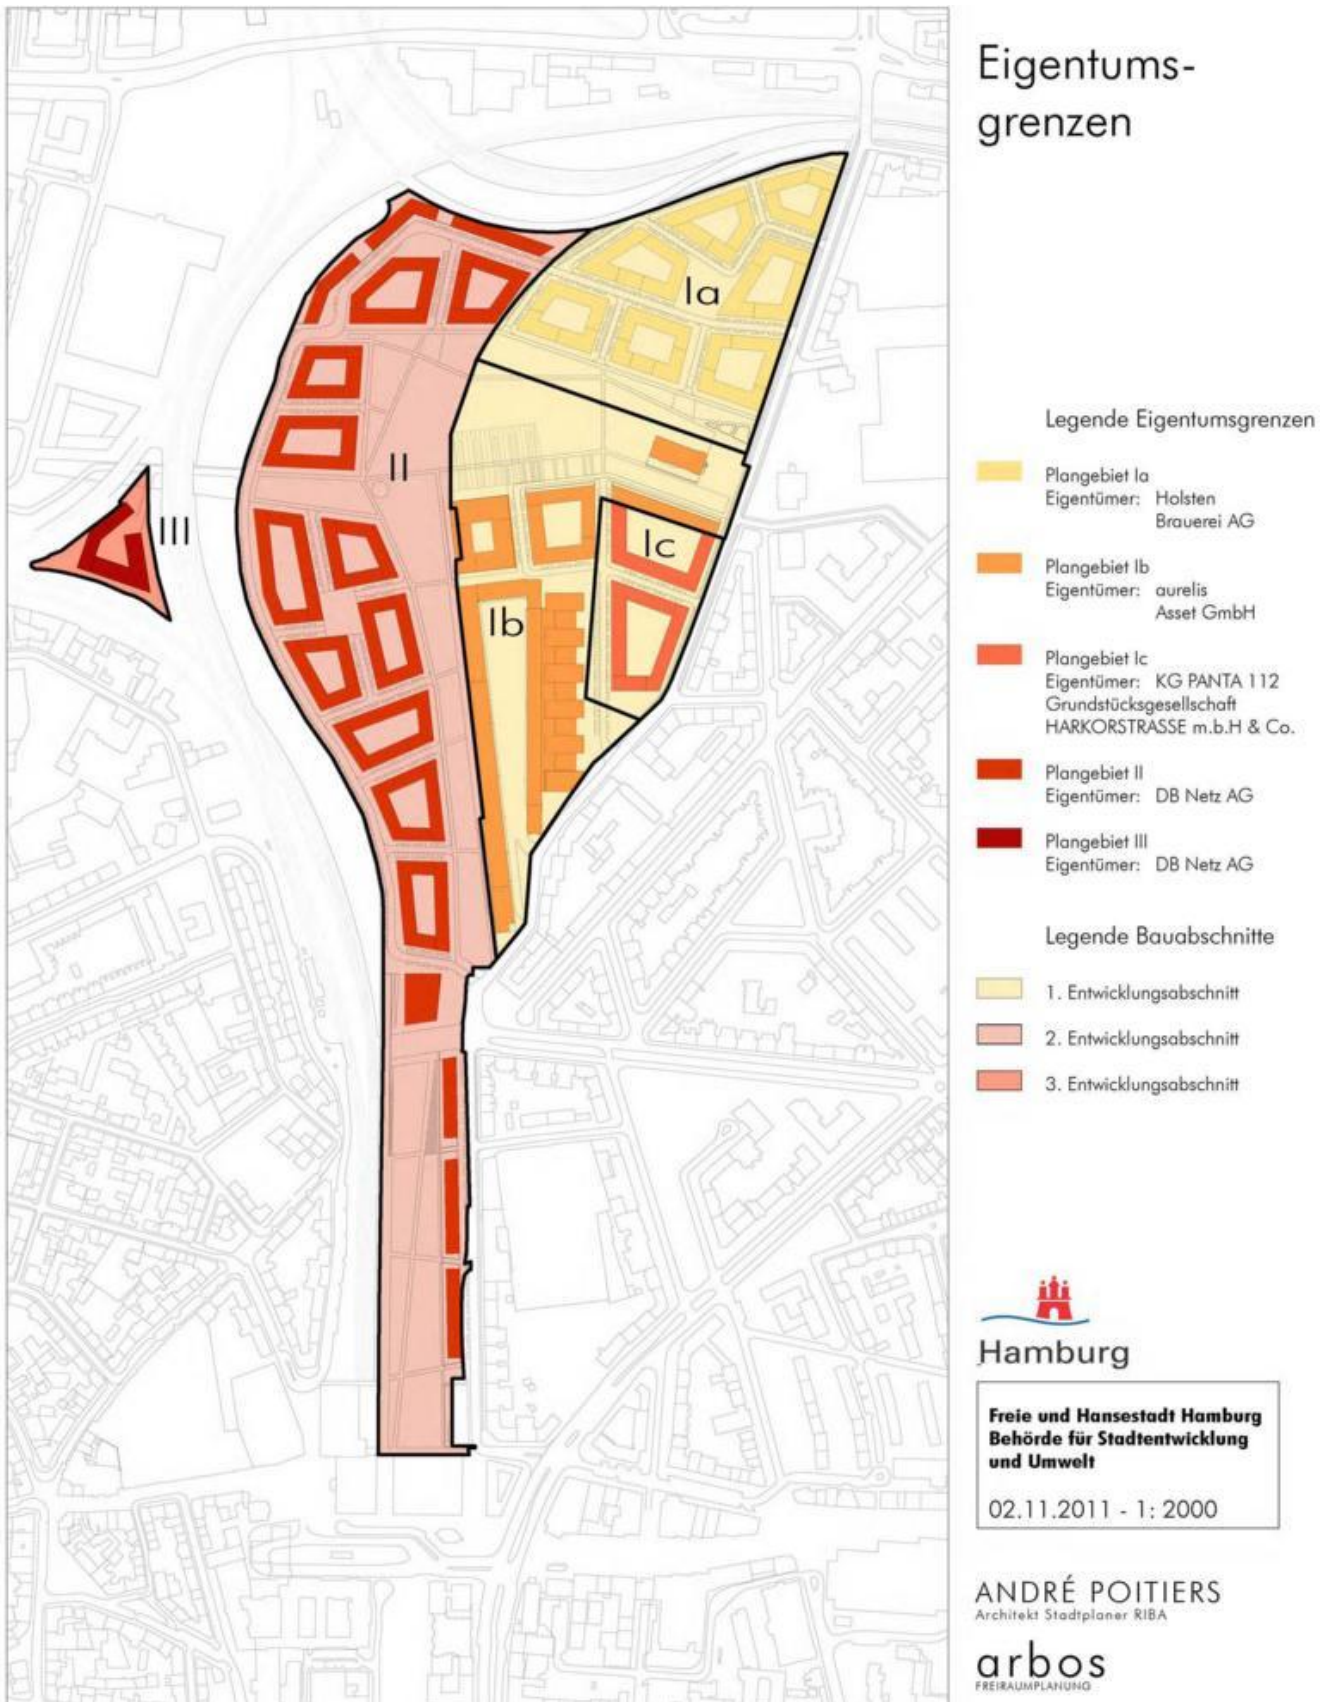 Eigentums-
grenzen
Ia
II
III
Ic
Ib
Legende Eigentumsgrenzen
Plangebiet Ia
Eigentümer: Holsten
Brauerei AG
Plangebiet Ib
Eigentümer: aurelis
Asset GmbH
Plangebiet Ic
Eigentümer: KG PANTA 112
Grundstücksgesellschaft
HARKORSTRASSE m.b.H & Co.
Plangebiet II
Eigentümer: DB Netz AG
Plangebiet III
Eigentümer: DB Netz AG
Legende Bauabschnitte
1. Entwicklungsabschnitt
2. Entwicklungsabschnitt
3. Entwicklungsabschnitt
Hamburg
Freie und Hansestadt Hamburg
Behörde für Stadtentwicklung
und Umwelt
02.11.2011 - 1: 2000
ANDRÉ POITIERS
Architekt Stadtplaner RIBA
arbos
FREIRAUMPLANUNG